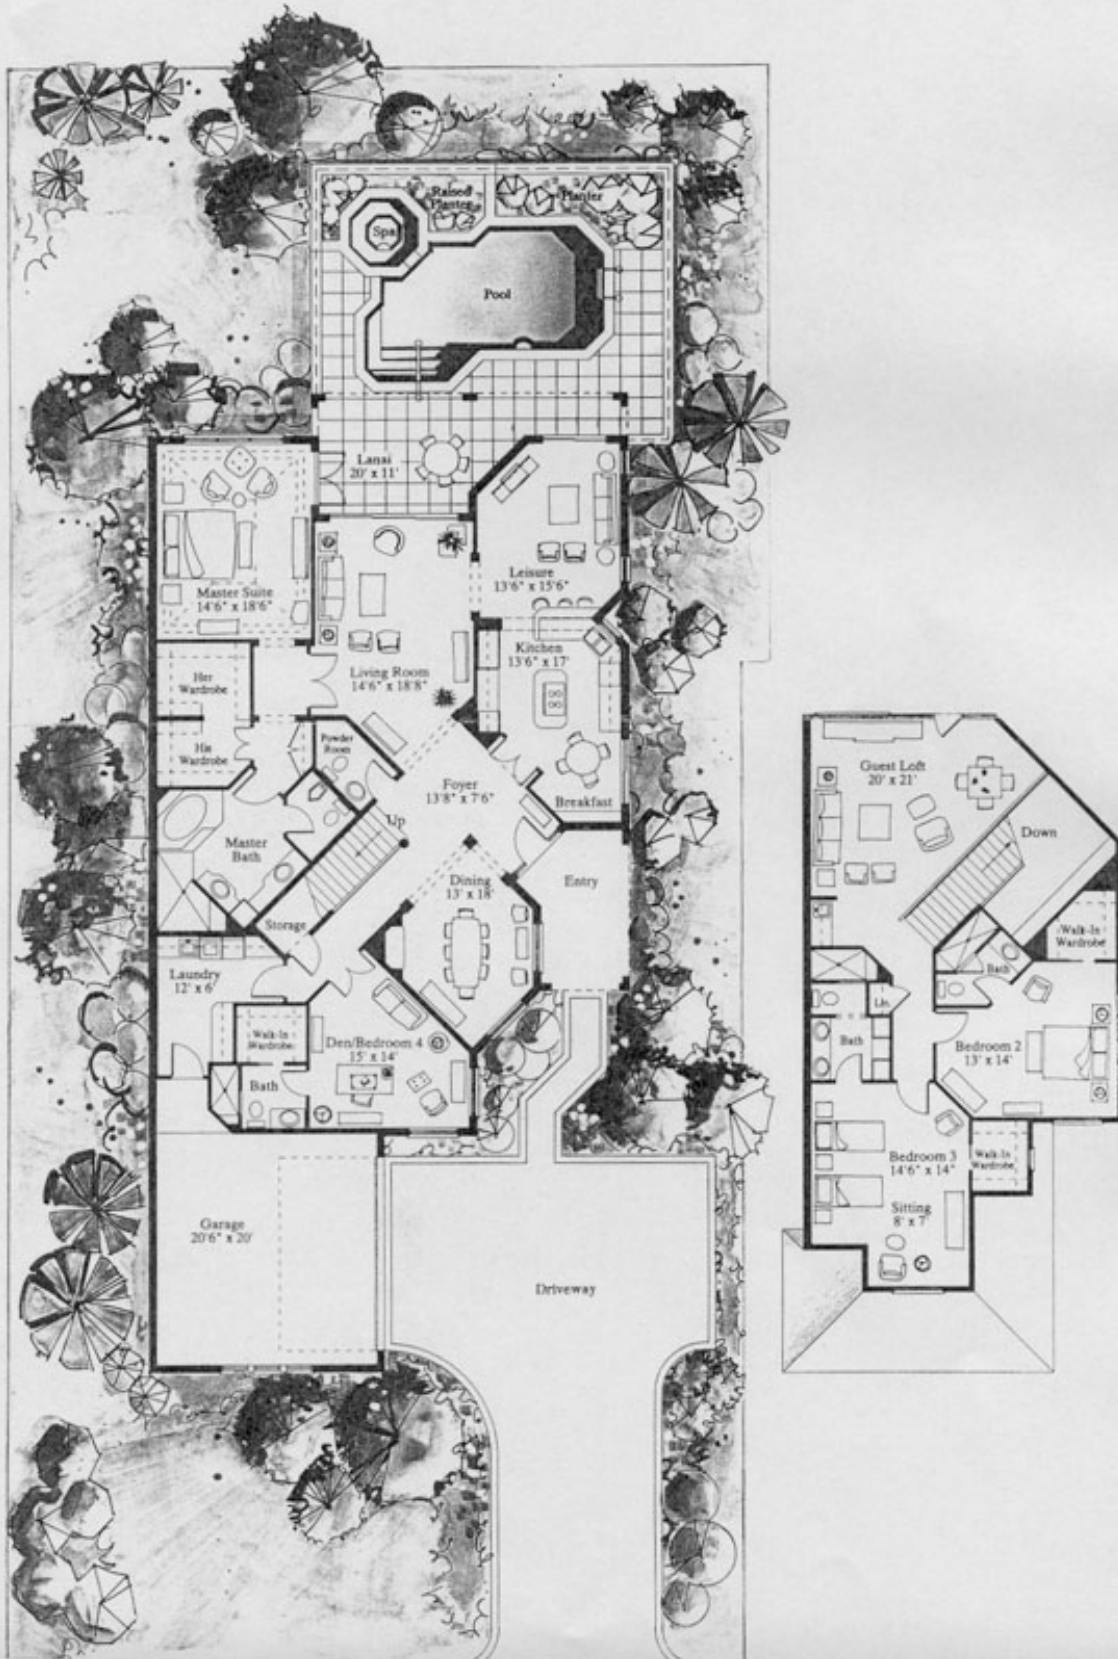 Raised
Planter
Planter
Spa
Pool
Lanai
20' x 11'
Leisure
13'6" x 15'6"
Master Suite
14'6" x 18'6"
Kitchen
13'6" x 17'
Her
Wardrobe
Living Room
14'6" x 18'8"
His
Wardrobe
Powder
Room
Foyer
13'8" x 7'6"
Breakfast
Up
Master
Bath
Dining
13' x 18'
Entry
Storage
Laundry
12' x 6'
Walk-In
Wardrobe
Den/Bedroom 4
15' x 14'
Bath
Garage
20'6" x 20'
Driveway
Guest Loft
20' x 21'
Down
Walk-In
Wardrobe
Bath
Lin.
Bath
Bedroom 2
13' x 14'
Bedroom 3
14'6" x 14"
Walk-In
Wardrobe
Sitting
8' x 7'